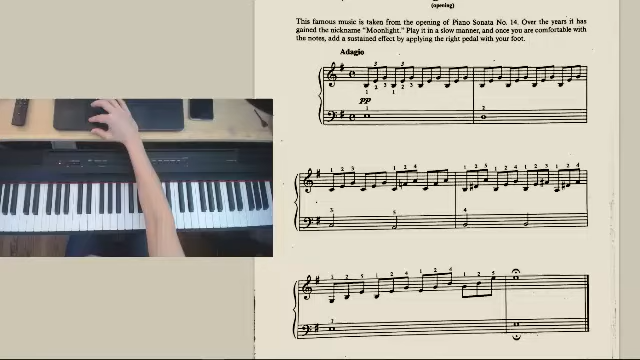 (opening)
This famous music is taken from the opening of Piano Sonata No. 14. Over the years it has
gained the nickname "Moonlight." Play it in a slow manner, and once you are comfortable with
the notes, add a sustained effect by applying the right pedal with your foot.
Adagio
pp